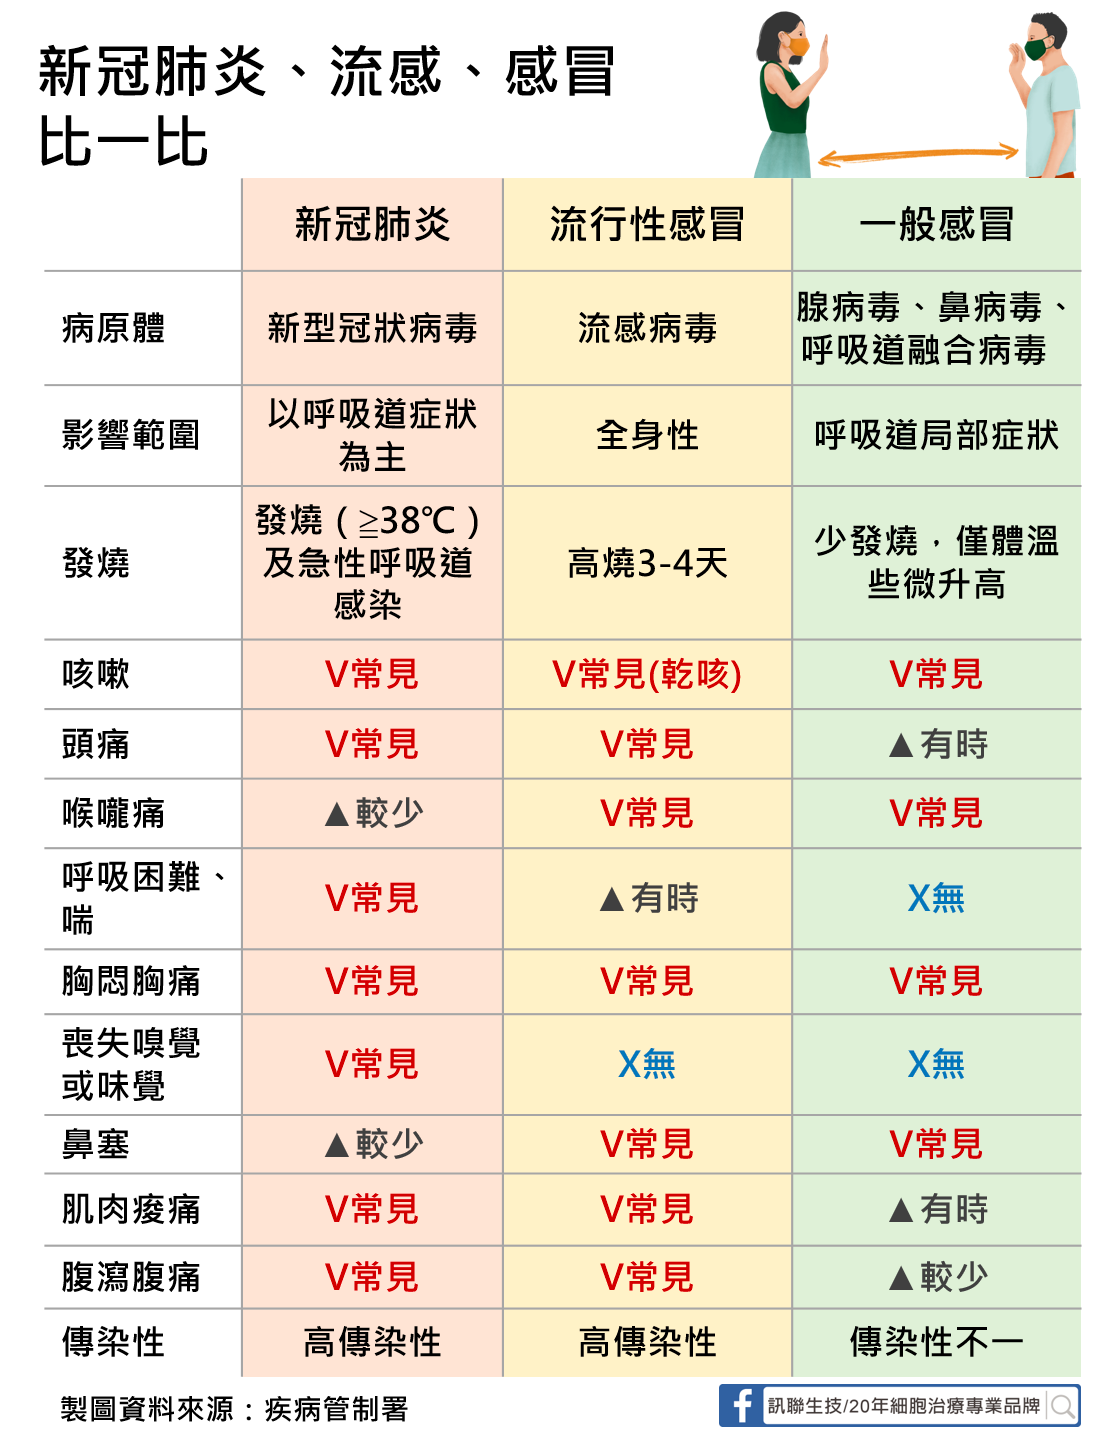 新冠肺炎、流感、感冒
比一比
新冠肺炎
流行性感冒
一般感冒
病原體
新型冠狀病毒
流感病毒
腺病毒、鼻病毒、
呼吸道融合病毒
影響範圍
以呼吸道症狀
為主
全身性
呼吸道局部症狀
發燒
發燒（≧38℃）
及急性呼吸道
感染
高燒3-4天
少發燒，僅體溫
些微升高
咳嗽
V常見
V常見(乾咳)
V常見
頭痛
V常見
V常見
▲有時
喉嚨痛
▲較少
V常見
V常見
呼吸困難、
喘
V常見
▲有時
X無
胸悶胸痛
V常見
V常見
V常見
喪失嗅覺
或味覺
V常見
X無
X無
鼻塞
▲較少
V常見
V常見
肌肉痠痛
V常見
V常見
▲有時
腹瀉腹痛
V常見
V常見
▲較少
傳染性
高傳染性
高傳染性
傳染性不一
製圖資料來源：疾病管制署
f 訊聯生技/20年細胞治療專業品牌